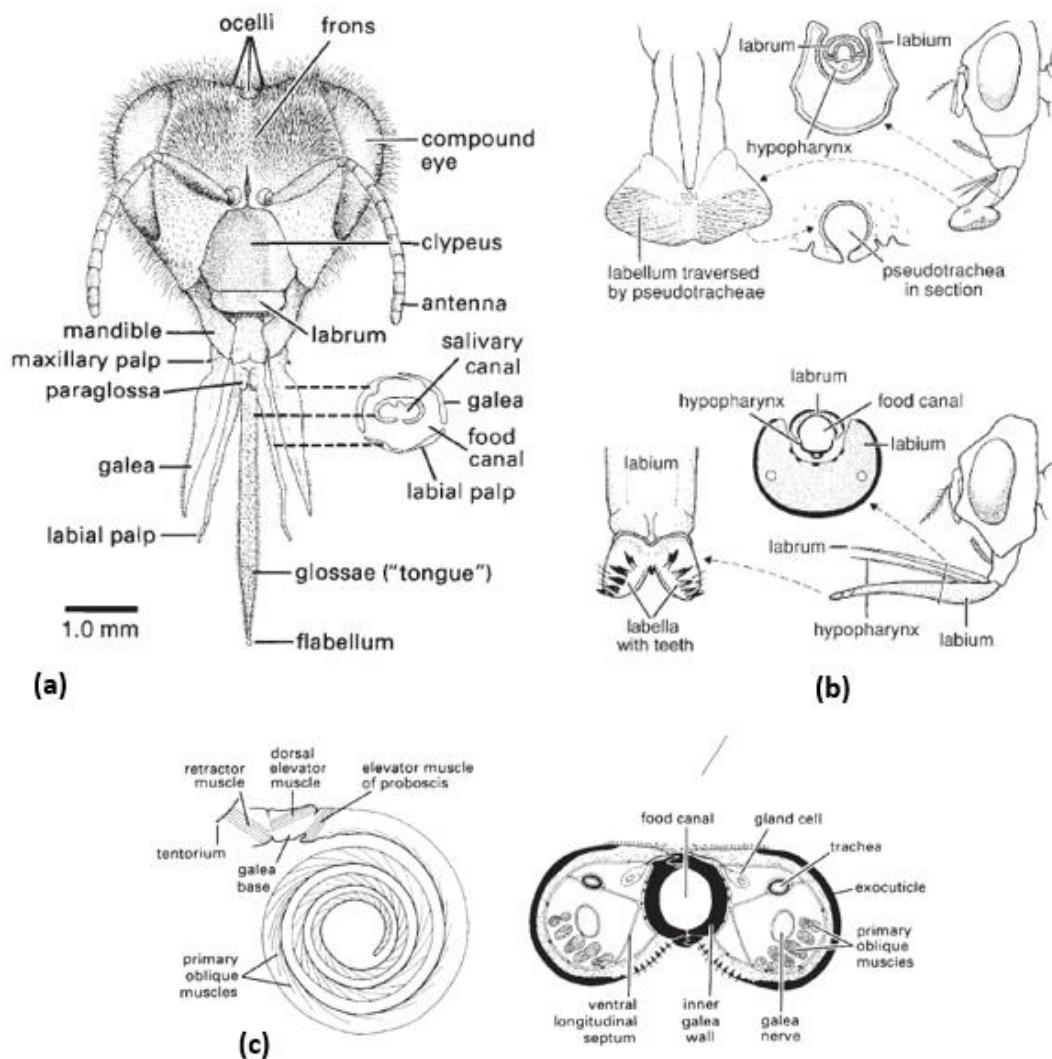 ocelli
frons
compound
eye
clypeus
antenna
mandible
labrum
maxillary palp
salivary
canal
paraglossa
galea
food
canal
galea
labial palp
labial palp
glossae ("tongue")
1.0 mm
flabellum
(a)
labrum
labium
hypopharynx
labellum traversed
by pseudotracheae
pseudotrachea
in section
labrum
hypopharynx
food canal
labium
labium
labrum
labella
with teeth
hypopharynx
labium
(b)
dorsal
elevator
muscle
retractor
muscle
elevator muscle
of proboscis
tentorium
galea
base
primary
oblique
muscles
(c)
food canal
gland cell
trachea
exocuticle
primary
oblique
muscies
ventral
longitudinal
septum
inner
galea
wall
galea
nerve